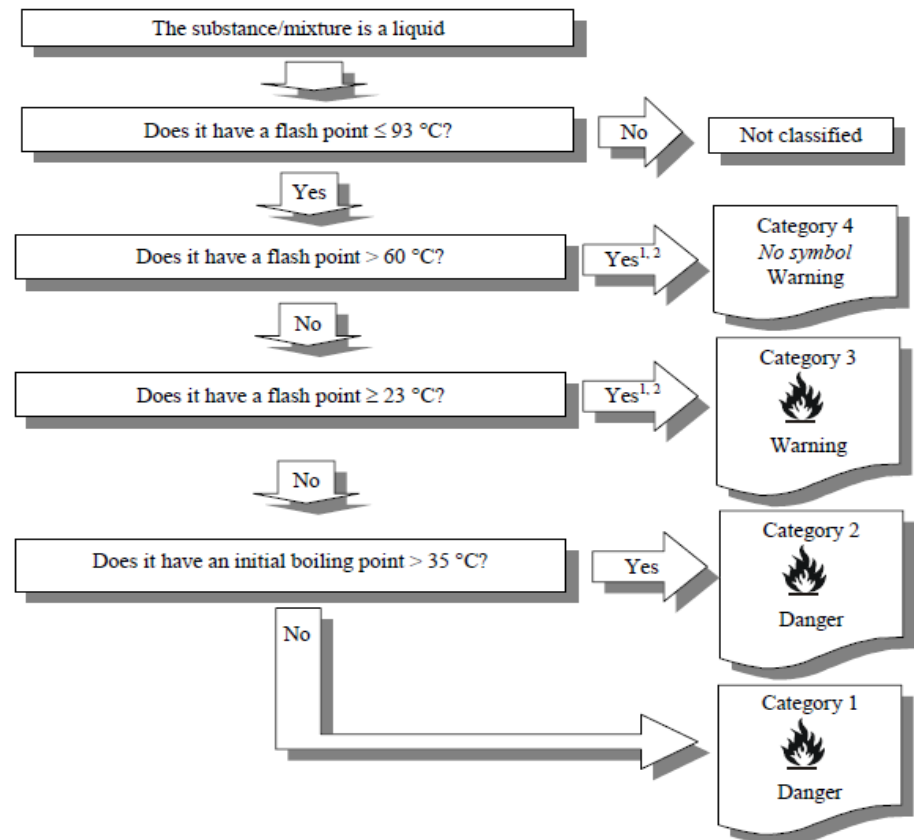 The substance/mixture is a liquid
Does it have a flash point ≤ 93 °C?
No
Not classified
Yes
Does it have a flash point > 60 °C?
Yes1, 2
Category 4
No symbol
Warning
No
Does it have a flash point ≥ 23 °C?
Yes1, 2
Category 3
Warning
No
Does it have an initial boiling point > 35 °C?
Yes
Category 2
Danger
No
Category 1
Danger